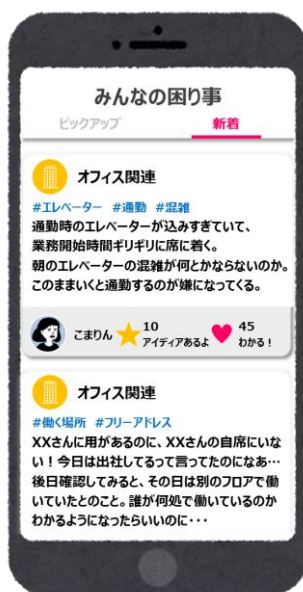 みんなの困り事
ピックアップ 新着
オフィス関連
#エレベーター #通勤 #混雑
通勤時のエレベーターが込みすぎていて、
業務開始時間ギリギリに席に着く。
朝のエレベーターの混雑が何とかならないのか。
このままいくと通勤するのが嫌になってくる。
こまりん 10 45
アイディアあるよ わかる！
オフィス関連
#働く場所 #フリーアドレス
XXさんに用があるのに、XXさんの自席にいな
い！今日は出社してるって言ってたのになあ…
後日確認してみると、その日は別のフロアで働
いていたとのこと。誰が何処で働いているのか
わかるようになったらいいのに・・・